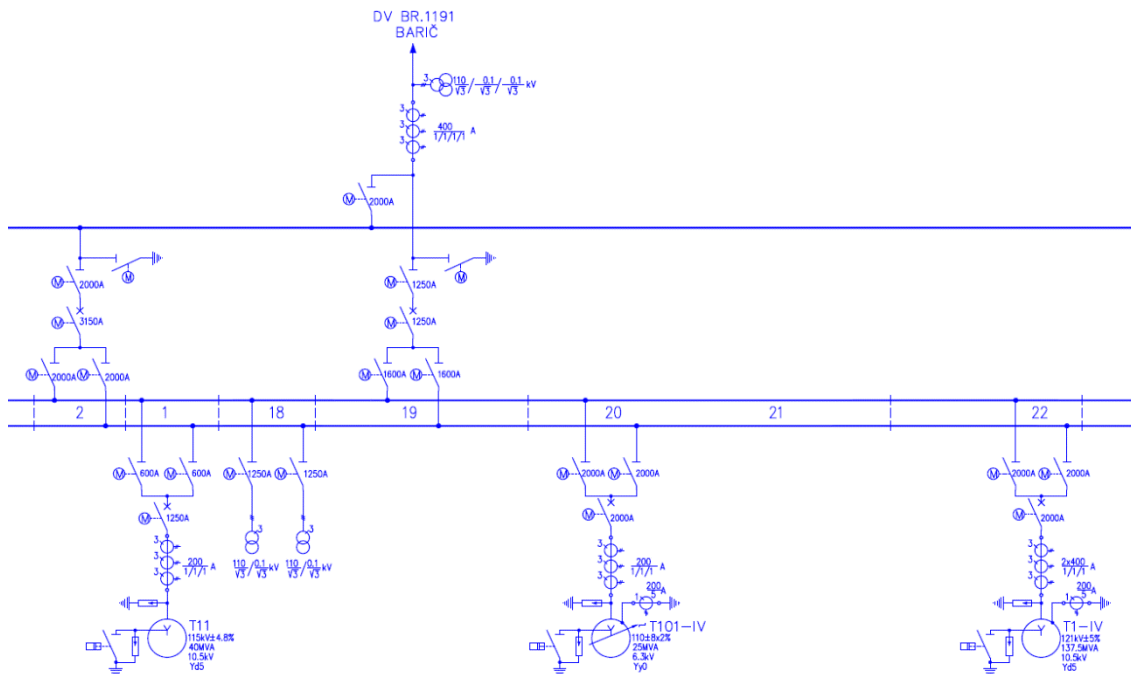 DV BR.1191
BARIČ
3
110/√3 / 0.1/√3 / 0.1/√3 kV
3
3
3
400
1/1/1/1 A
M 2000A
M 2000A
M
M 1250A
M
M 3150A
M 1250A
M 2000A
M 2000A
M 1600A
M 1600A
2
1
18
19
20
21
22
M 600A
M 600A
M 1250A
M 1250A
M 2000A
M 2000A
M 2000A
M 2000A
M 1250A
M 2000A
M 2000A
3
110/√3 / 0.1/√3 kV
3
110/√3 / 0.1/√3 kV
3
3
3
200
1/1/1 A
3
3
3
200
1/1/1 A
3
3
3
2x400
1/1/1 A
1
200
5 A
1
200
5 A
Y
T11
115kV±4.8%
40MVA
10.5kV
Yd5
Y
T101-IV
110±8x2%
25MVA
6.3kV
Yy0
Y
T1-IV
121kV±5%
137.5MVA
10.5kV
Yd5